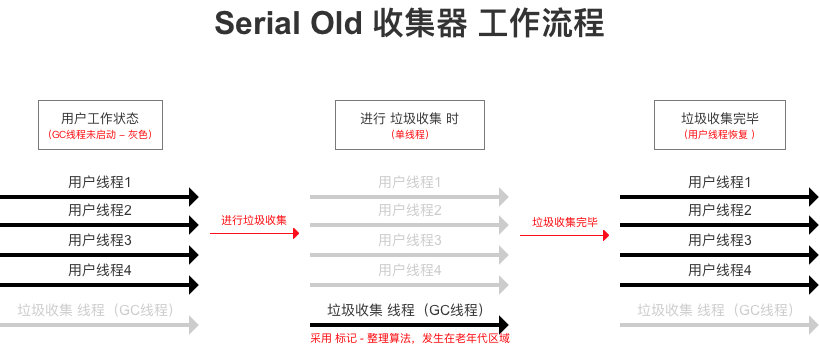 Serial Old 收集器 工作流程
用户工作状态
(GC线程未启动 – 灰色)
进行 垃圾收集 时
(单线程)
垃圾收集完毕
(用户线程恢复 )
用户线程1
用户线程2
用户线程3
用户线程4
垃圾收集 线程（GC线程）
进行垃圾收集
用户线程1
用户线程2
用户线程3
用户线程4
垃圾收集 线程（GC线程）
采用 标记 - 整理算法，发生在老年代区域
垃圾收集完毕
用户线程1
用户线程2
用户线程3
用户线程4
垃圾收集 线程（GC线程）